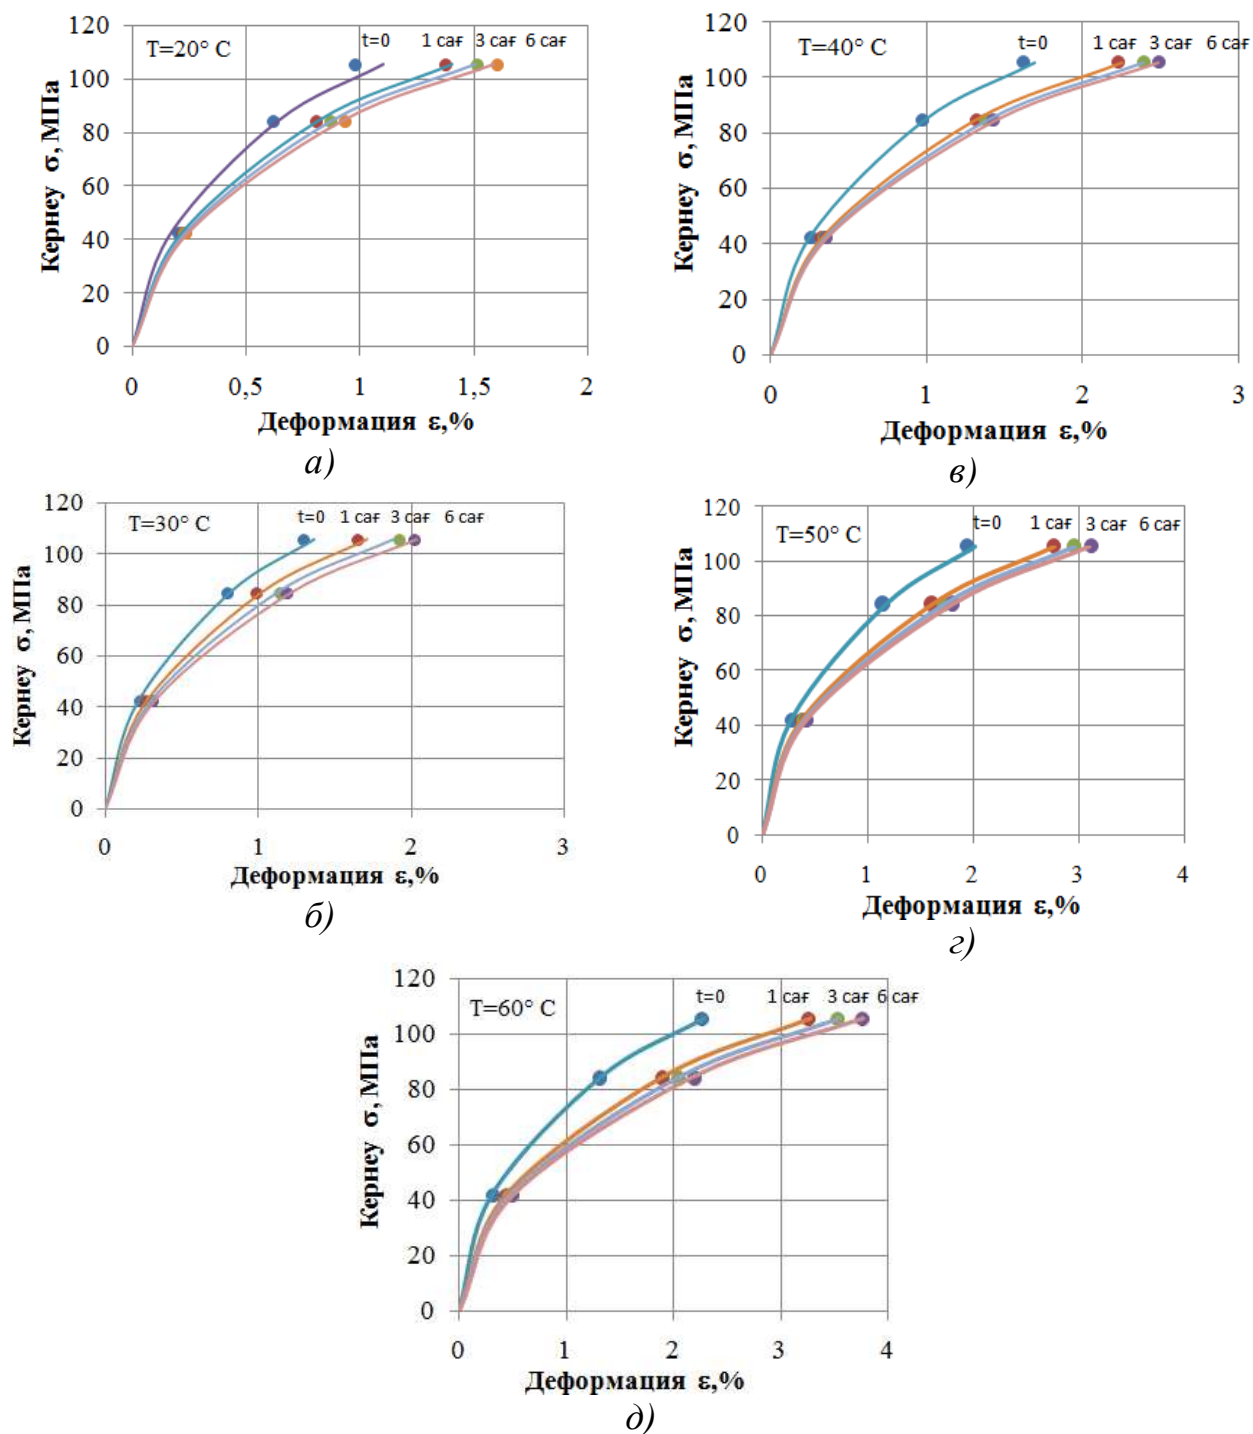 120
100
80
60
40
20
0
Кернеу σ, МПа
T=20° C
t=0 1 сағ 3 сағ 6 сағ
0 0,5 1 1,5 2
Деформация ε,%
а)
120
100
80
60
40
20
0
Кернеу σ, МПа
T=40° C
t=0 1 сағ 3 сағ 6 сағ
0 1 2 3
Деформация ε,%
в)
120
100
80
60
40
20
0
Кернеу σ, МПа
T=30° C
t=0 1 сағ 3 сағ 6 сағ
0 1 2 3
Деформация ε,%
б)
120
100
80
60
40
20
0
Кернеу σ, МПа
T=50° C
t=0 1 сағ 3 сағ 6 сағ
0 1 2 3 4
Деформация ε,%
г)
120
100
80
60
40
20
0
Кернеу σ, МПа
T=60° C
t=0 1 сағ 3 сағ 6 сағ
0 1 2 3 4
Деформация ε,%
д)